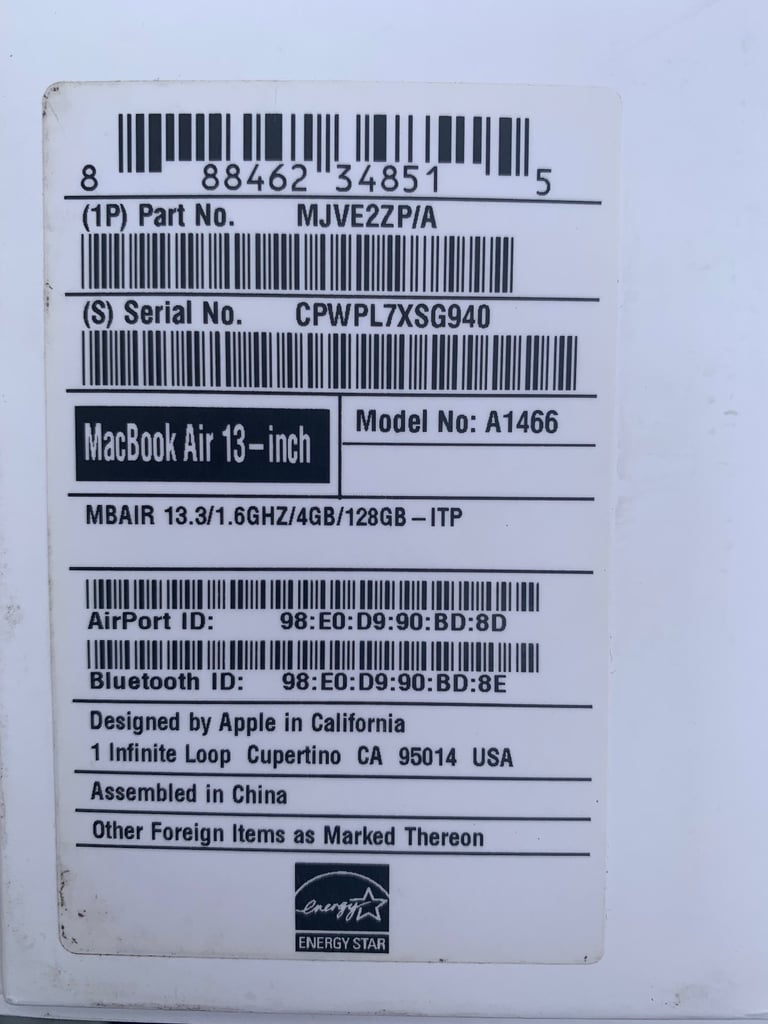 8 88462 34851 5
(1P) Part No. MJVE2ZP/A
(S) Serial No. CPWPL7XSG940
MacBook Air 13-inch
Model No: A1466
MBAIR 13.3/1.6GHZ/4GB/128GB-ITP
AirPort ID: 98:E0:D9:90:BD:8D
Bluetooth ID: 98:E0:D9:90:BD:8E
Designed by Apple in California
1 Infinite Loop Cupertino CA 95014 USA
Assembled in China
Other Foreign Items as Marked Thereon
energy
ENERGY STAR